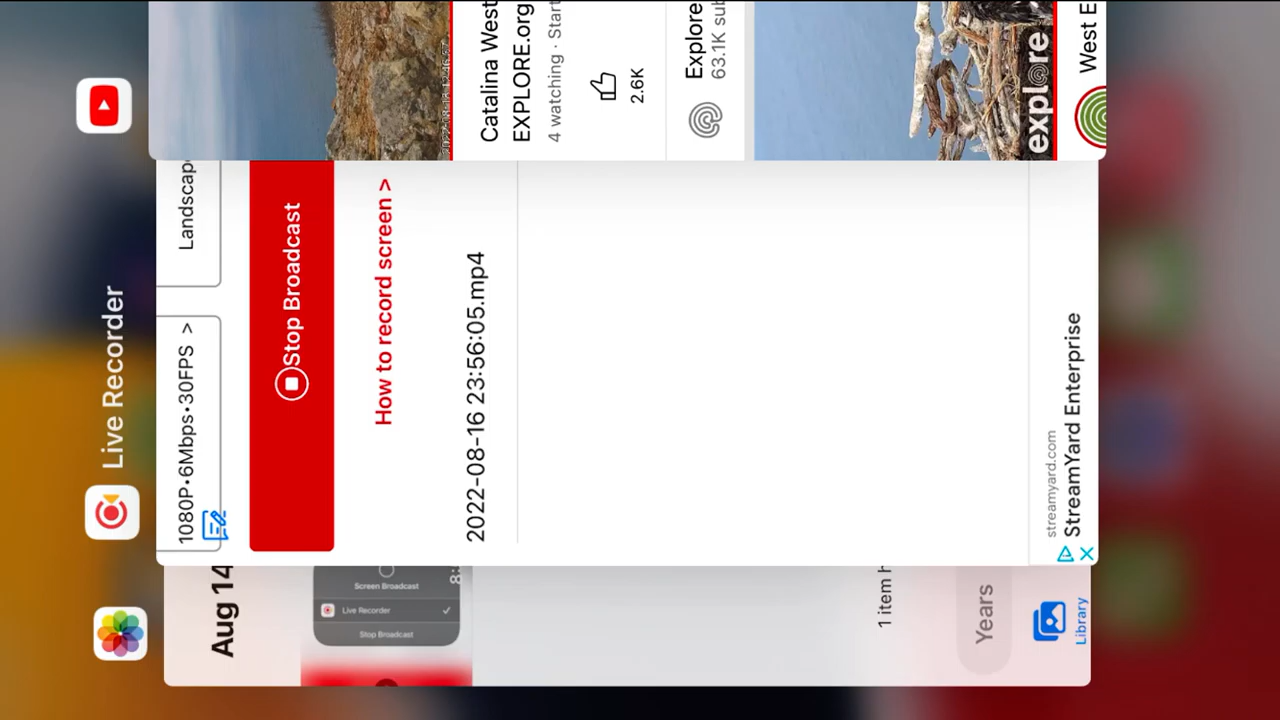 Live Recorder
Aug 14
Screen Broadcast
Live Recorder
Stop Broadcast
1 item
Years
Library
1080P•6Mbps•30FPS >
Stop Broadcast
How to record screen >
2022-08-16 23:56:05.mp4
streamyard.com
StreamYard Enterprise
Catalina West
EXPLORE.org
4 watching · Start
2.6K
Explore
63.1K sub
explore
West E